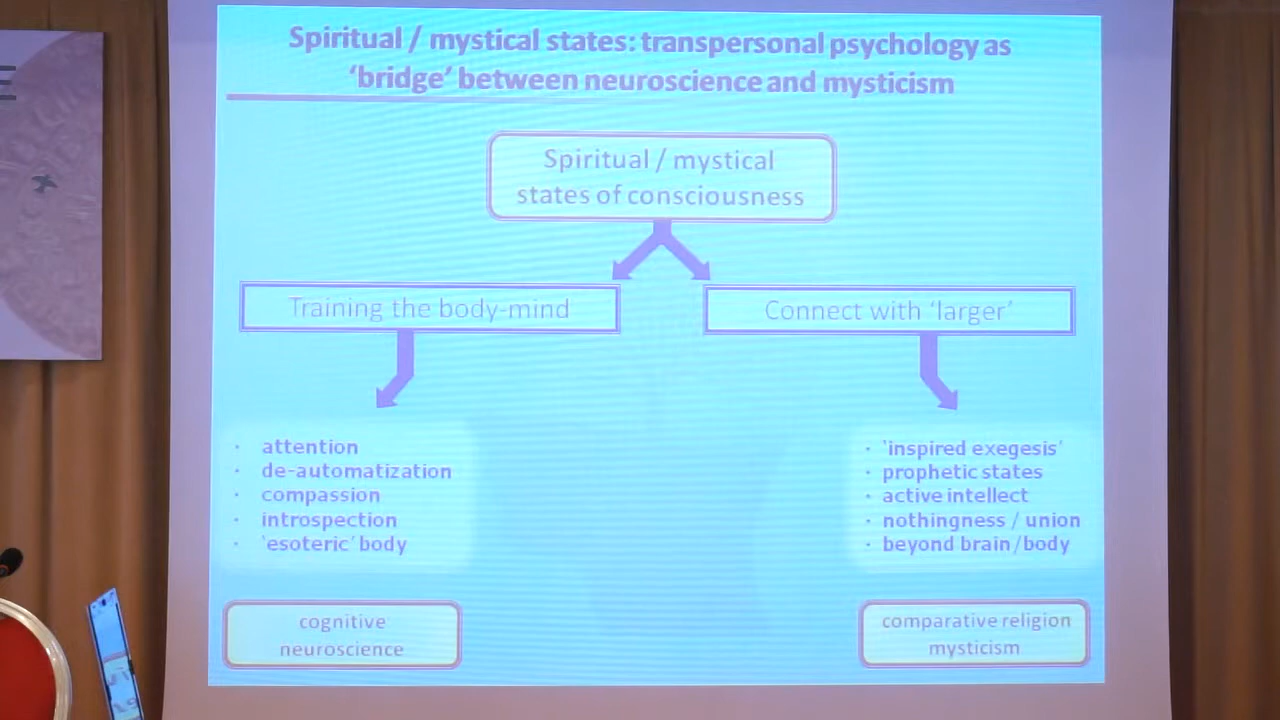 Spiritual / mystical states: transpersonal psychology as
‘bridge’ between neuroscience and mysticism
Spiritual / mystical
states of consciousness
Training the body-mind
Connect with ‘larger’
· attention
· de-automatization
· compassion
· introspection
· ‘esoteric’ body
· ‘inspired exegesis’
· prophetic states
· active intellect
· nothingness / union
· beyond brain/body
cognitive
neuroscience
comparative religion
mysticism